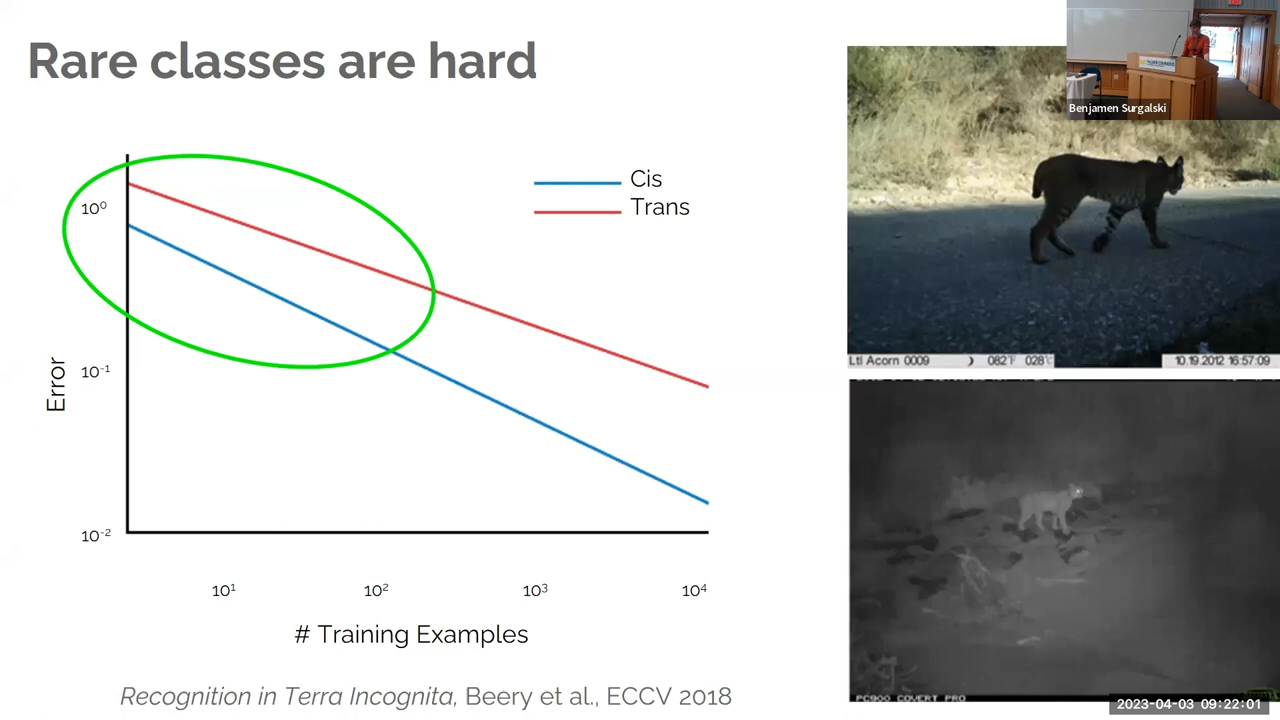 Rare classes are hard
Benjamen Surgalski
Cis
Trans
10⁰
10⁻¹
10⁻²
Error
10¹ 10² 10³ 10⁴
# Training Examples
Recognition in Terra Incognita, Beery et al., ECCV 2018
Ltl Acorn 0009 082°F 028°C 10.19.2012 16:57:09
PC900 COVERT PRO
2023-04-03 09:22:01